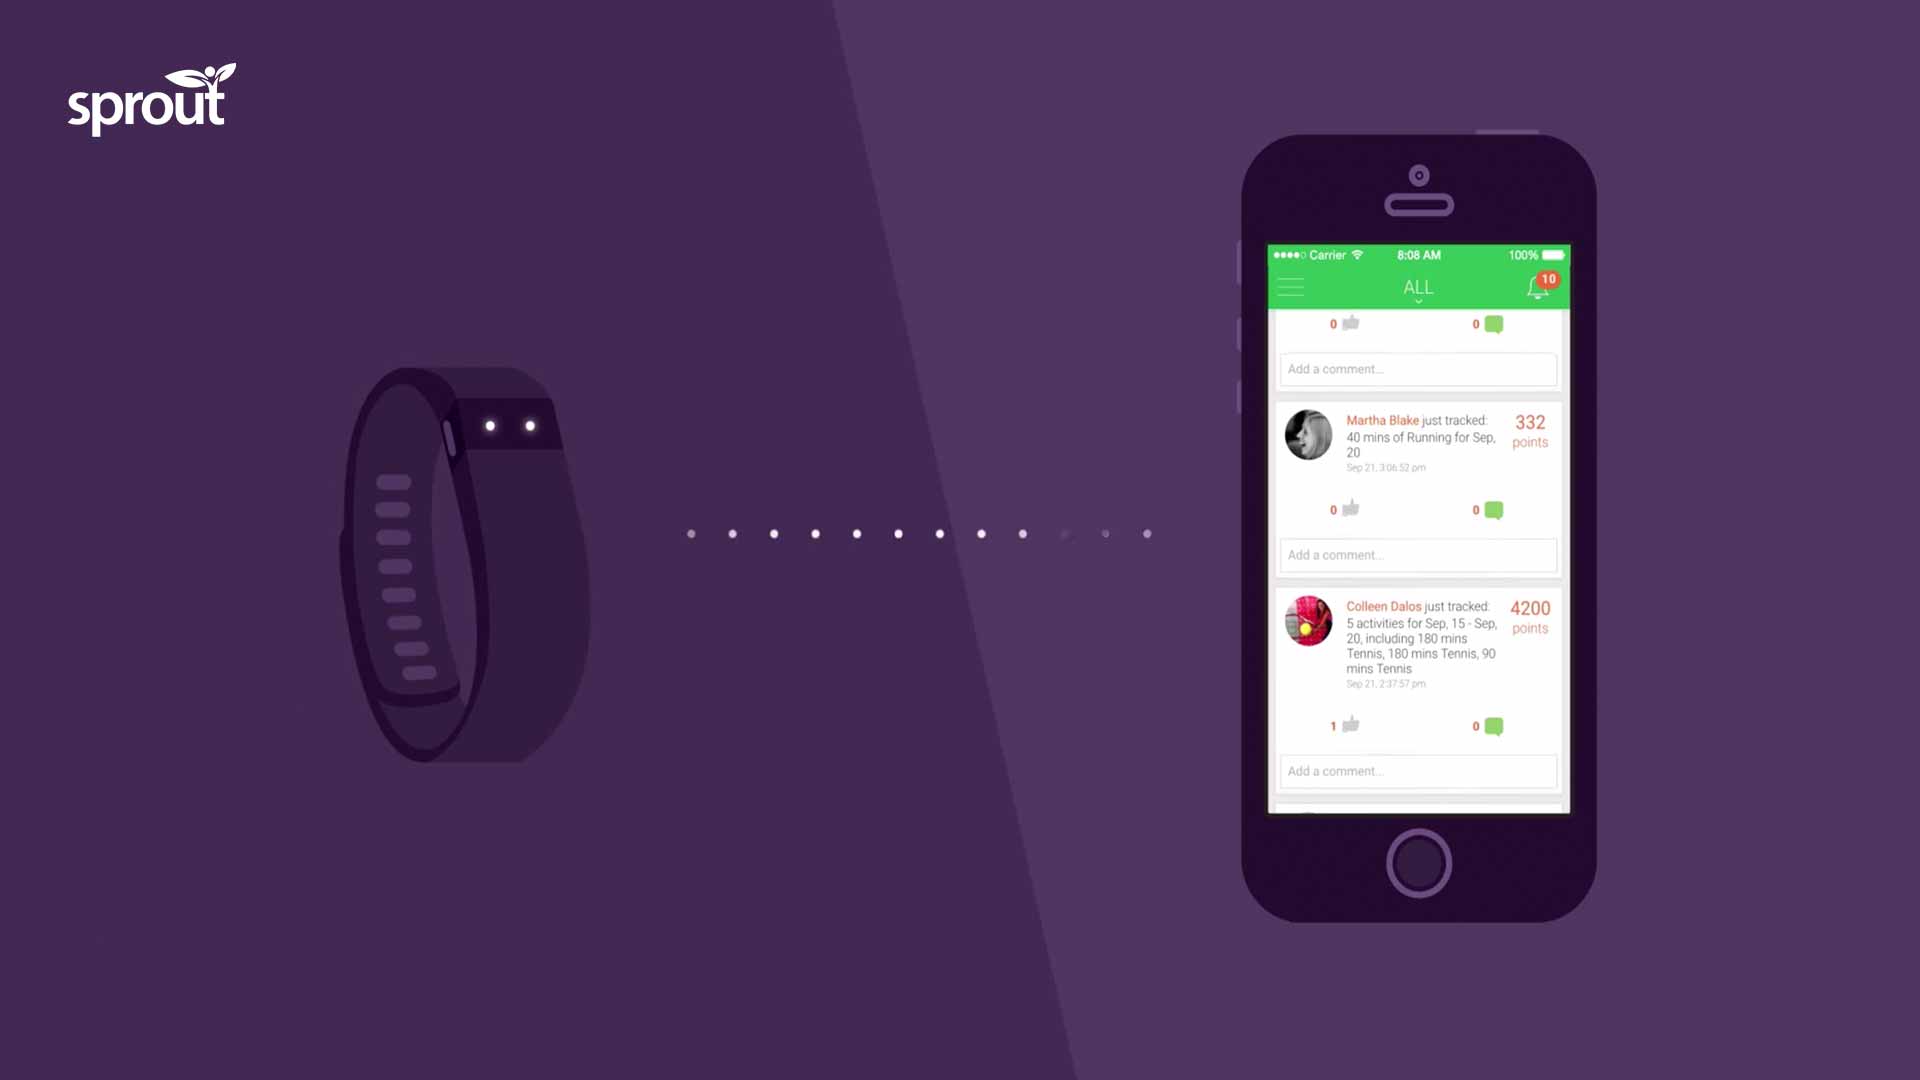 sprout
Carrier
8:08 AM
100%
ALL
10
0
0
Add a comment...
Martha Blake just tracked:
40 mins of Running for Sep,
20
Sep 21, 3:06:52 pm
332
points
0
0
Add a comment...
Colleen Dalos just tracked:
5 activities for Sep, 15 - Sep,
20, including 180 mins
Tennis, 180 mins Tennis, 90
mins Tennis
Sep 21, 2:37:57 pm
4200
points
1
0
Add a comment...